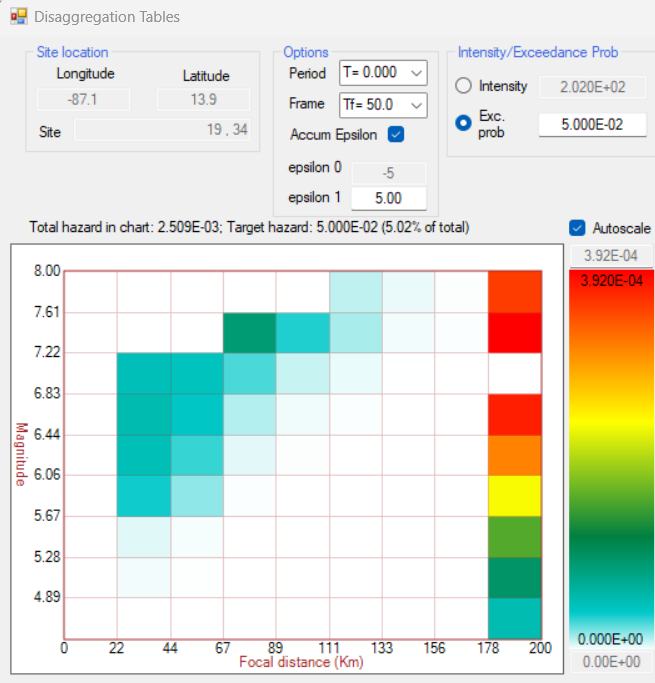 Disaggregation Tables
Site location
Longitude Latitude
-87.1 13.9
Site 19 , 34
Options
Period T= 0.000
Frame Tf= 50.0
Accum Epsilon
epsilon 0 -5
epsilon 1 5.00
Intensity/Exceedance Prob
Intensity 2.020E+02
Exc. prob 5.000E-02
Total hazard in chart: 2.509E-03; Target hazard: 5.000E-02 (5.02% of total)
Autoscale
3.92E-04
3.920E-04
8.00
7.61
7.22
6.83
6.44
6.06
5.67
5.28
4.89
Magnitude
0 22 44 67 89 111 133 156 178 200
Focal distance (Km)
0.000E+00
0.00E+00